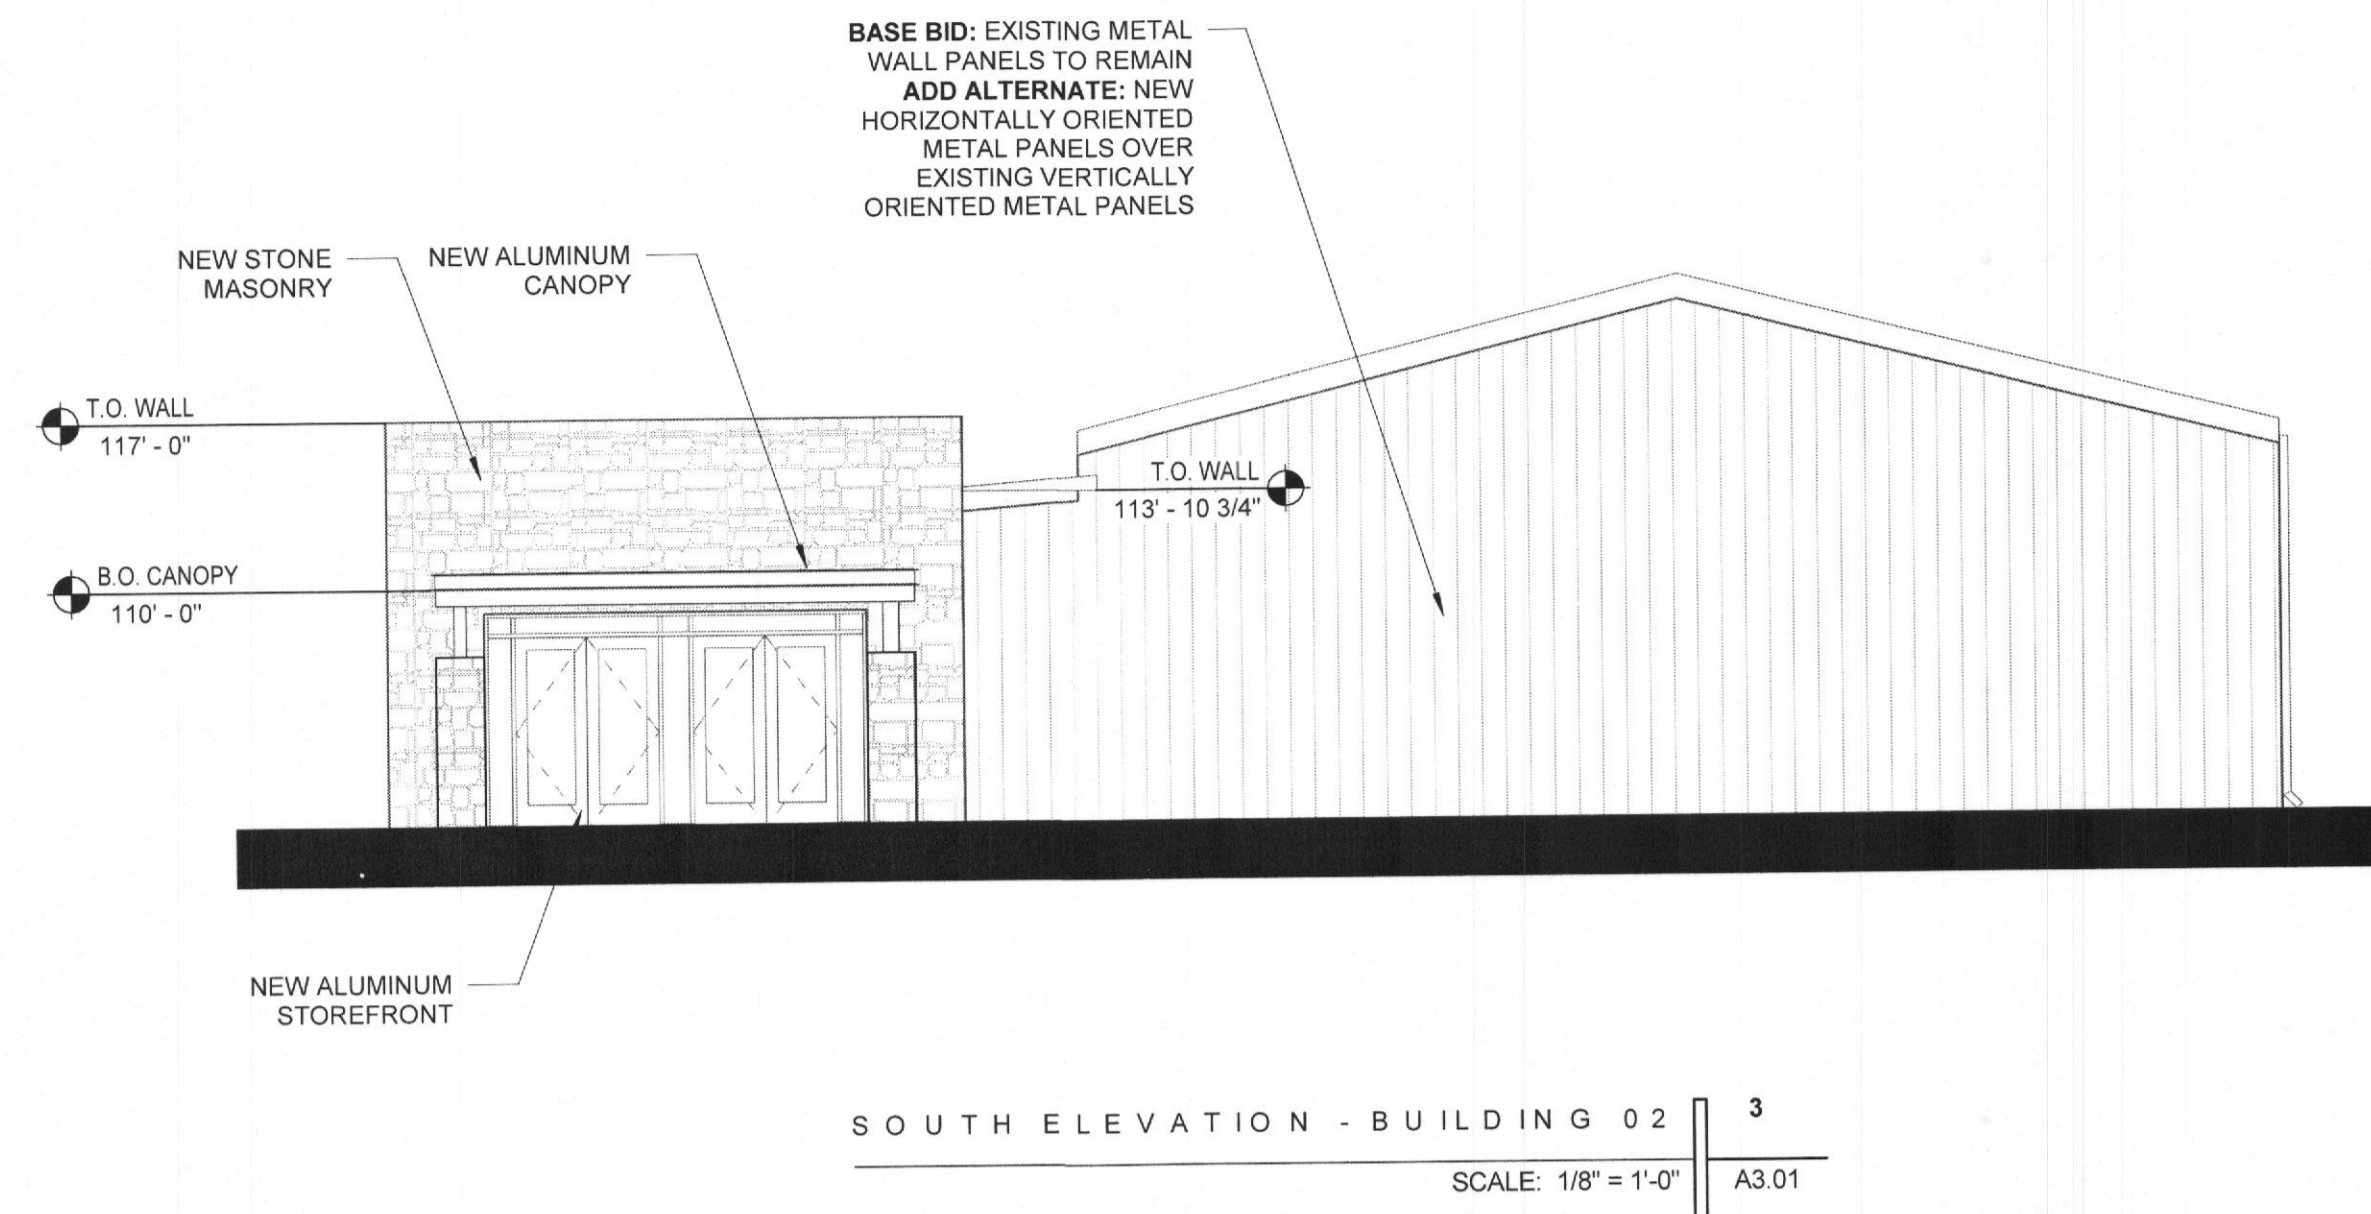 BASE BID: EXISTING METAL
WALL PANELS TO REMAIN
ADD ALTERNATE: NEW
HORIZONTALLY ORIENTED
METAL PANELS OVER
EXISTING VERTICALLY
ORIENTED METAL PANELS
NEW STONE
MASONRY
NEW ALUMINUM
CANOPY
T.O. WALL
117' - 0"
T.O. WALL
113' - 10 3/4"
B.O. CANOPY
110' - 0"
NEW ALUMINUM
STOREFRONT
SOUTH ELEVATION - BUILDING 02
3
SCALE: 1/8" = 1'-0"
A3.01